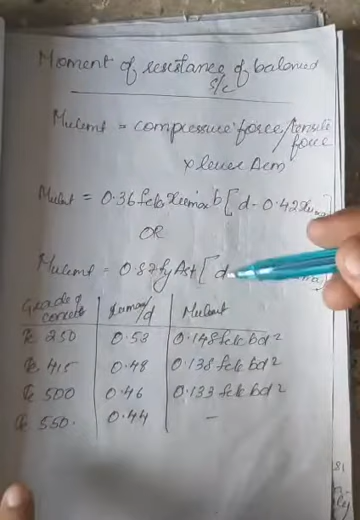 Moment of resistance of balanced
s/c
Mulimt = compressive force/tensile
force
x lever Arm
Mulimt = 0.36 fck xumax b [d - 0.42 xumax]
OR
Mulimt = 0.87 fy Ast [d
Grade of concrete | xumax/d | Mulimt
Fe 250 | 0.53 | 0.148 fck bd2
Fe 415 | 0.48 | 0.138 fck bd2
Fe 500 | 0.46 | 0.133 fck bd2
Fe 550. | 0.44 | -